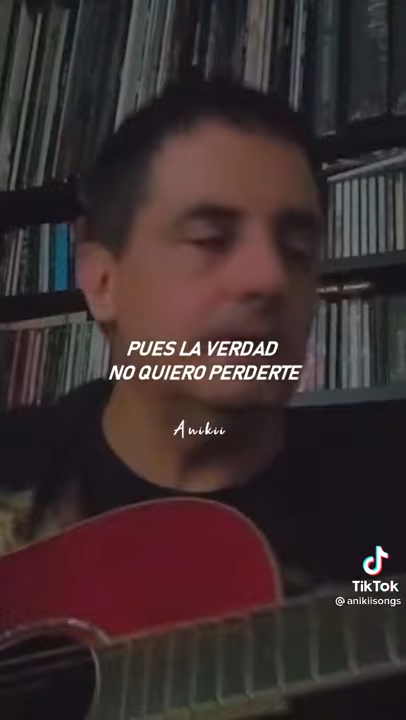 PUES LA VERDAD
NO QUIERO PERDERTE
Anikii
TikTok
@anikiisongs